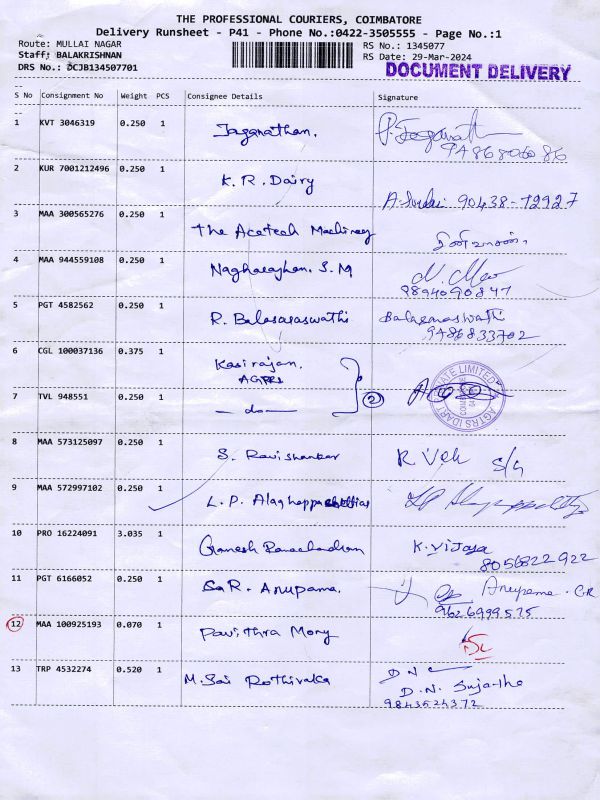 THE PROFESSIONAL COURIERS, COIMBATORE
Delivery Runsheet - P41 - Phone No.:0422-3505555 - Page No.:1
Route: MULLAI NAGAR RS No.: 1345077
Staff: BALAKRISHNAN RS Date: 29-Mar-2024
DRS No.: DCJB134507701 DOCUMENT DELIVERY
S No Consignment No Weight PCS Consignee Details Signature
1 KVT 3046319 0.250 1 Jaganathan.
9486806086
2 KUR 7001212496 0.250 1 K.R. Dairy 90438-72927
3 MAA 300565276 0.250 1 The Acetech Machinery
4 MAA 944559108 0.250 1 S.M
9894090847
5 PGT 4582562 0.250 1 R. Balasaraswathi Balasaraswathi
9486833702
6 CGL 100037136 0.375 1 Kasirajan.
7 TVL 948551 0.250 1 — do — 2
8 MAA 573125097 0.250 1 S. Ravishankar
9 MAA 572997102 0.250 1 L.P. Alaghappa
10 PRO 16224091 3.035 1 Ganesh Ramachandran K. Vijaya
8056822922
11 PGT 6166052 0.250 1 Anupama. Anupama. G.R
9626999535
12 MAA 100925193 0.070 1 Pavithra Mony
13 TRP 4532274 0.520 1 M. Sai D.N. Sujatha
9843524372